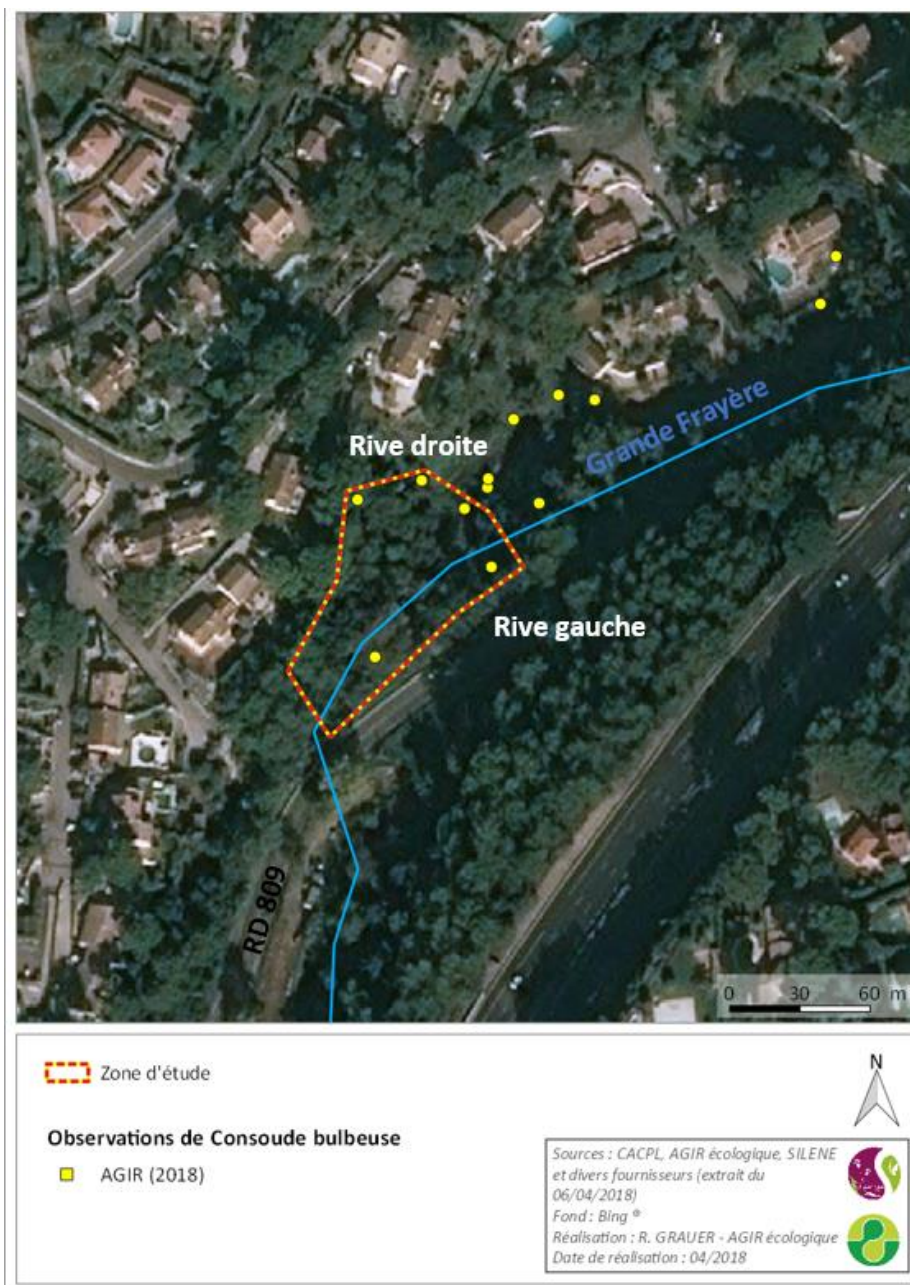 Grande Frayère
Rive droite
Rive gauche
RD 809
0 30 60 m
Zone d'étude
N
Observations de Consoude bulbeuse
AGIR (2018)
Sources : CACPL, AGIR écologique, SILENE
et divers fournisseurs (extrait du
06/04/2018)
Fond : Bing ®
Réalisation : R. GRAUER - AGIR écologique
Date de réalisation : 04/2018